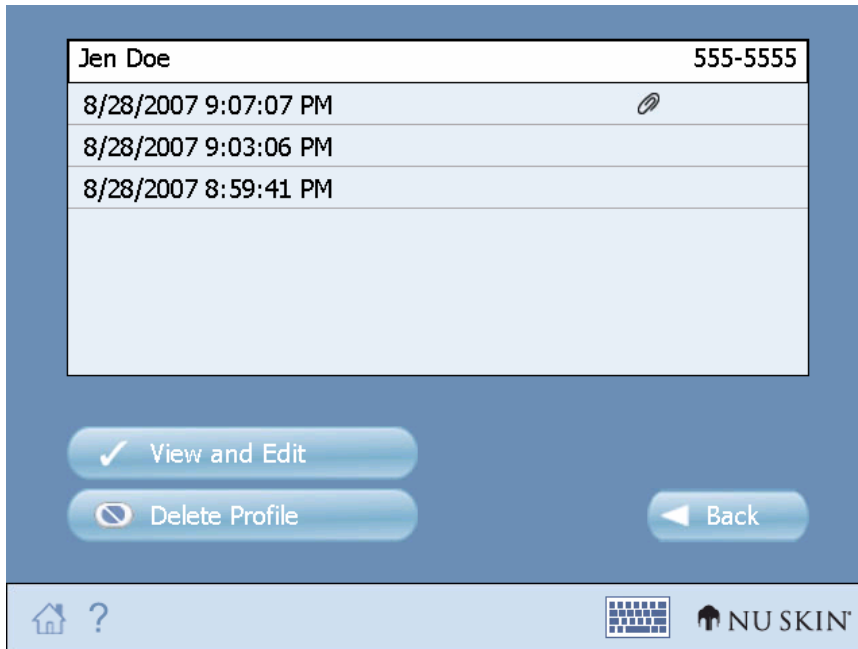 Jen Doe 555-5555
8/28/2007 9:07:07 PM
8/28/2007 9:03:06 PM
8/28/2007 8:59:41 PM
View and Edit
Delete Profile
Back
?
NU SKIN